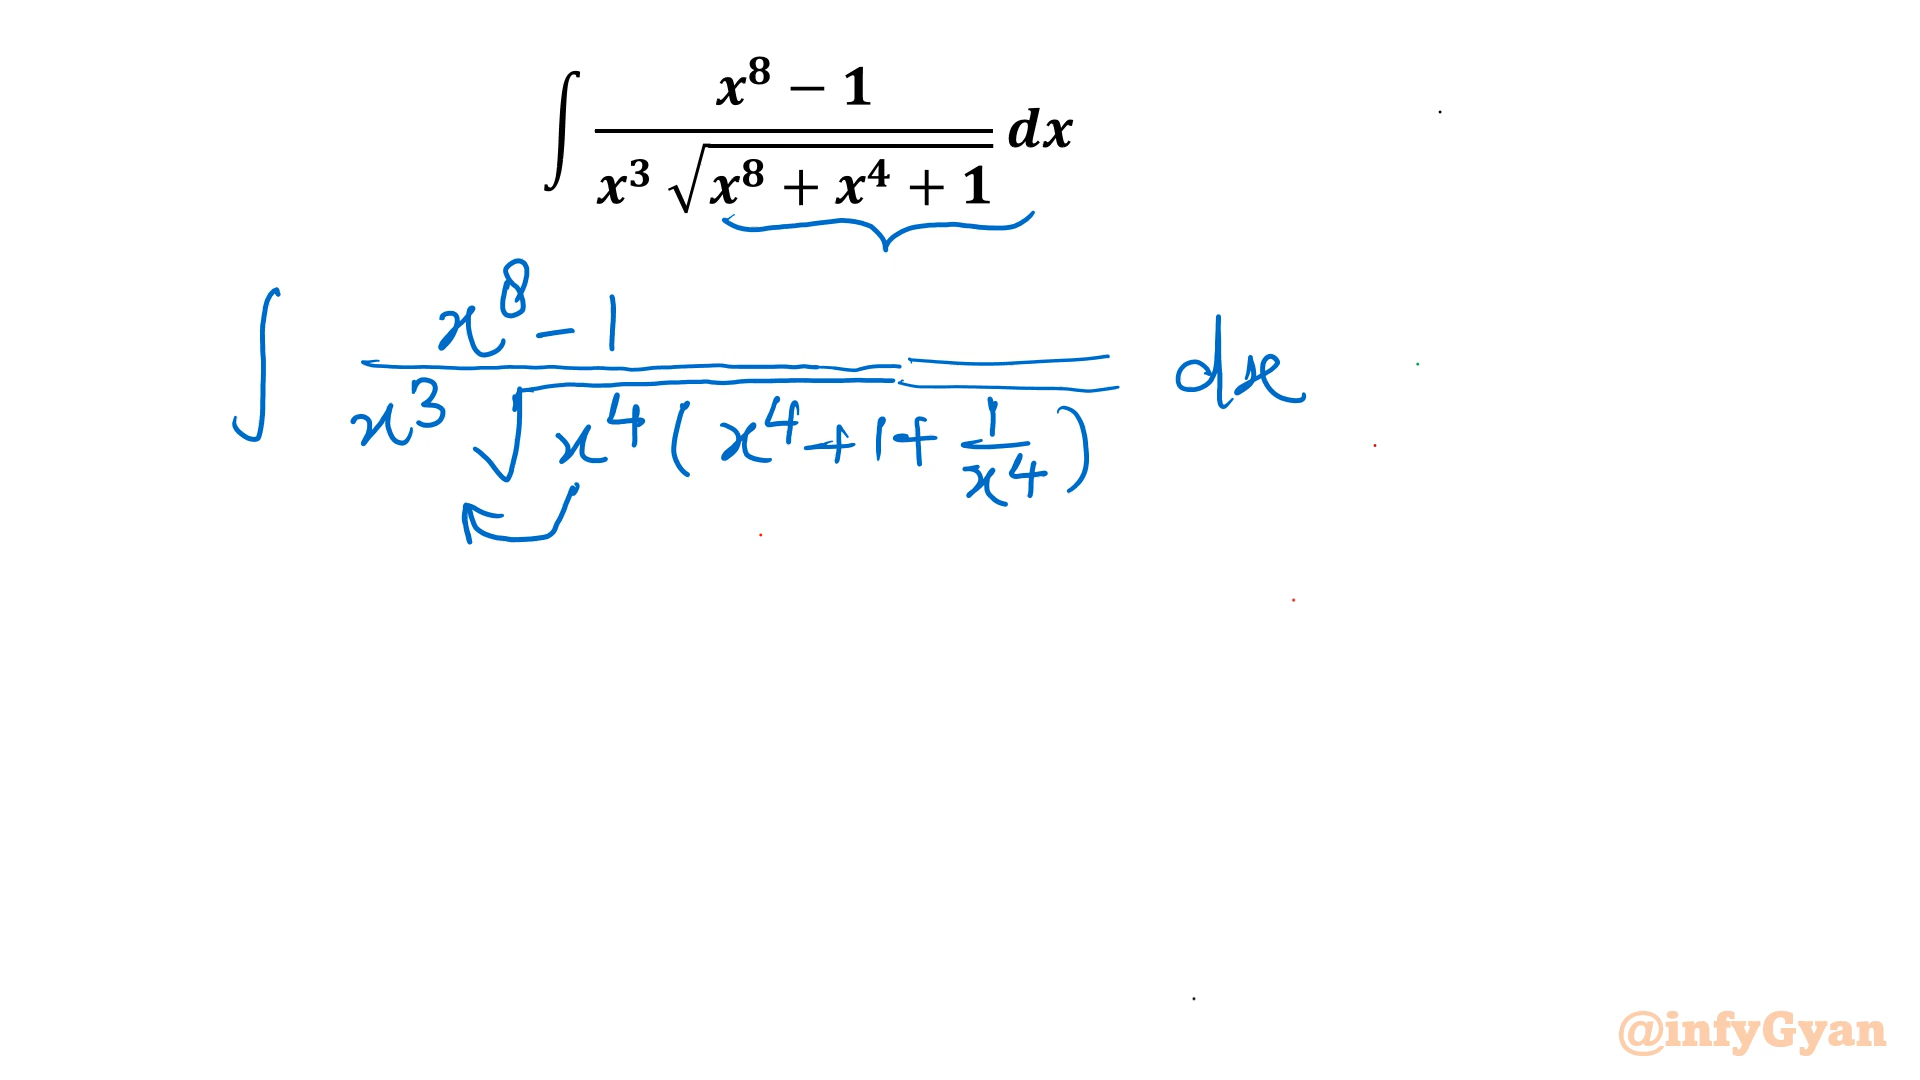 ∫ (x⁸ − 1) / (x³ √(x⁸ + x⁴ + 1)) dx
∫ (x⁸ − 1) / (x³ √(x⁴ (x⁴ + 1 + 1/x⁴))) dx
@infyGyan